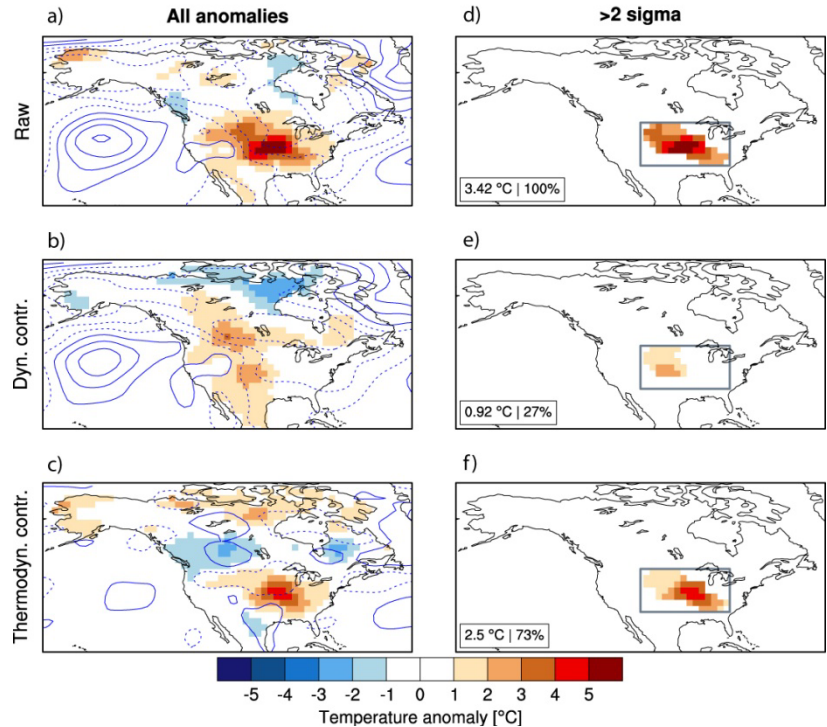 All anomalies
>2 sigma
a)
d)
Raw
3.42 °C | 100%
b)
e)
Dyn. contr.
0.92 °C | 27%
c)
f)
Thermodyn. contr.
2.5 °C | 73%
-5 -4 -3 -2 -1 0 1 2 3 4 5
Temperature anomaly [°C]